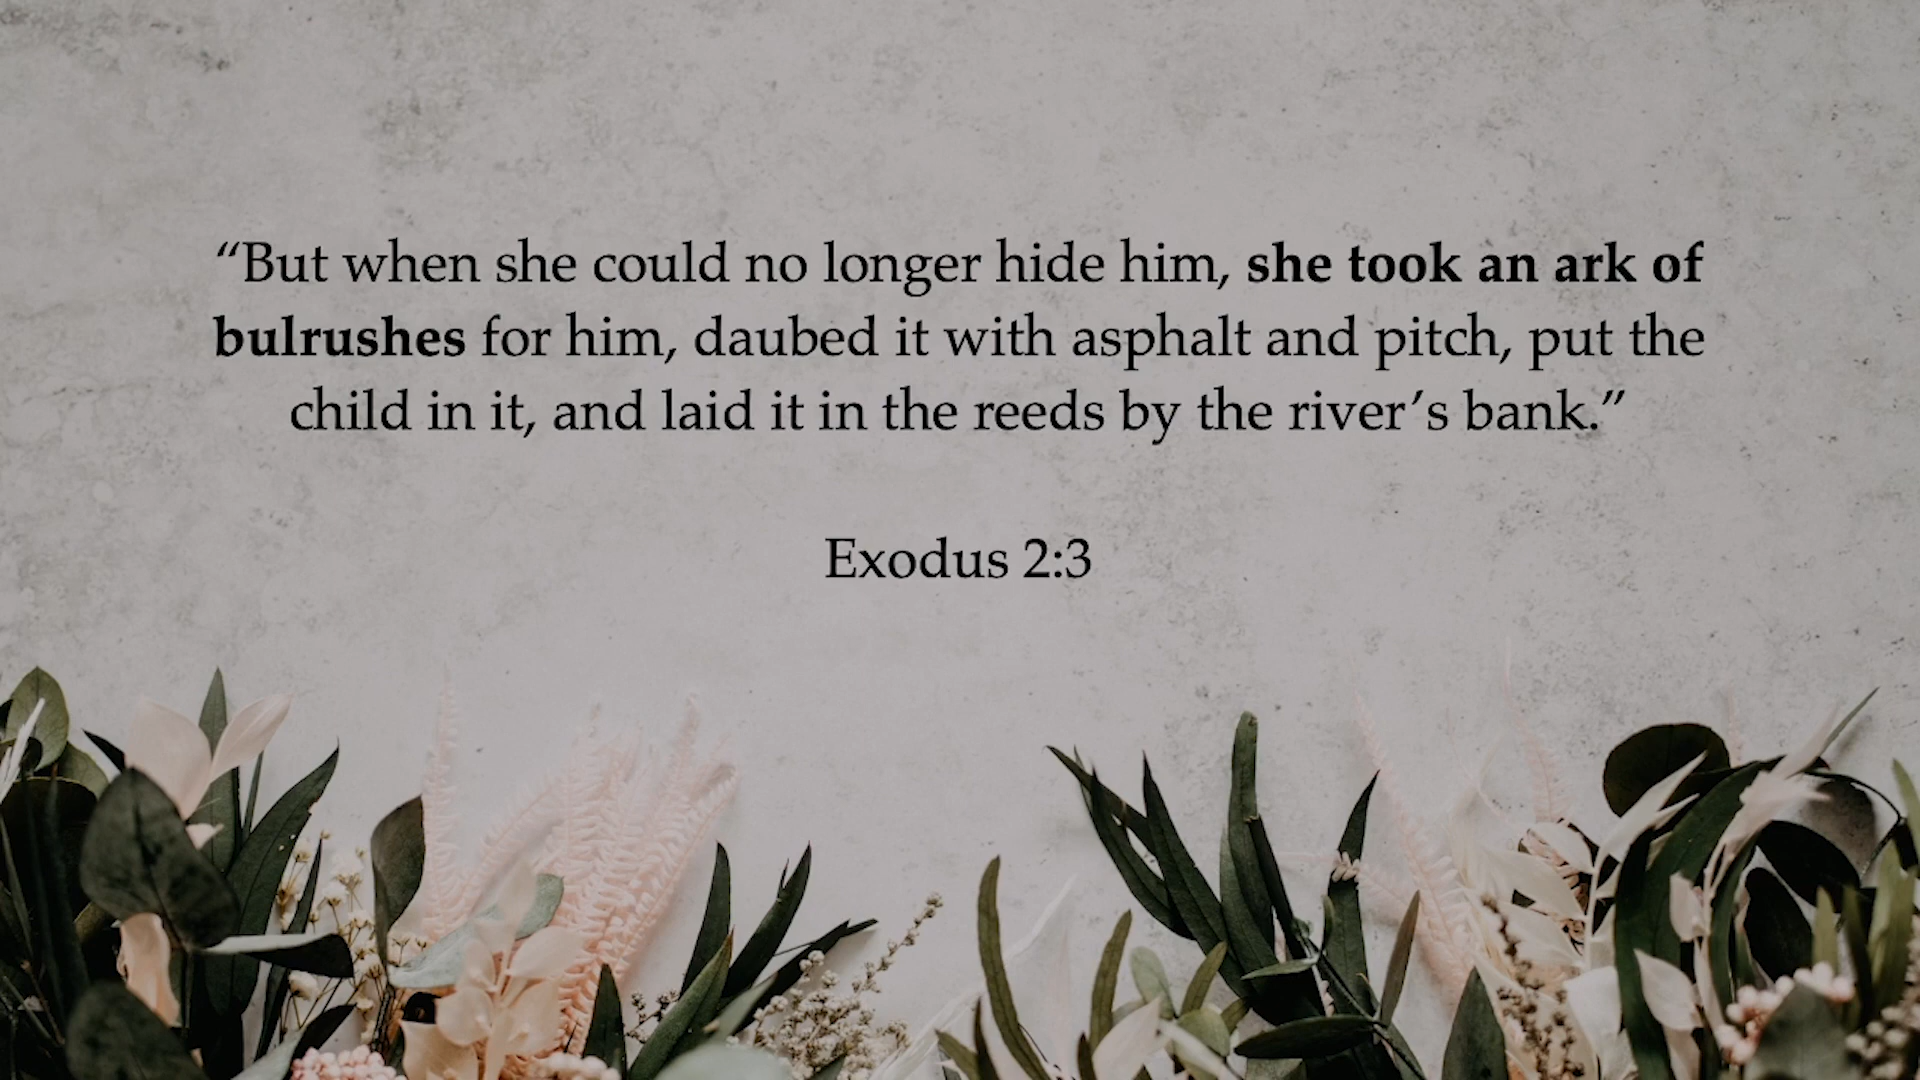 “But when she could no longer hide him, she took an ark of
bulrushes for him, daubed it with asphalt and pitch, put the
child in it, and laid it in the reeds by the river’s bank.”
Exodus 2:3